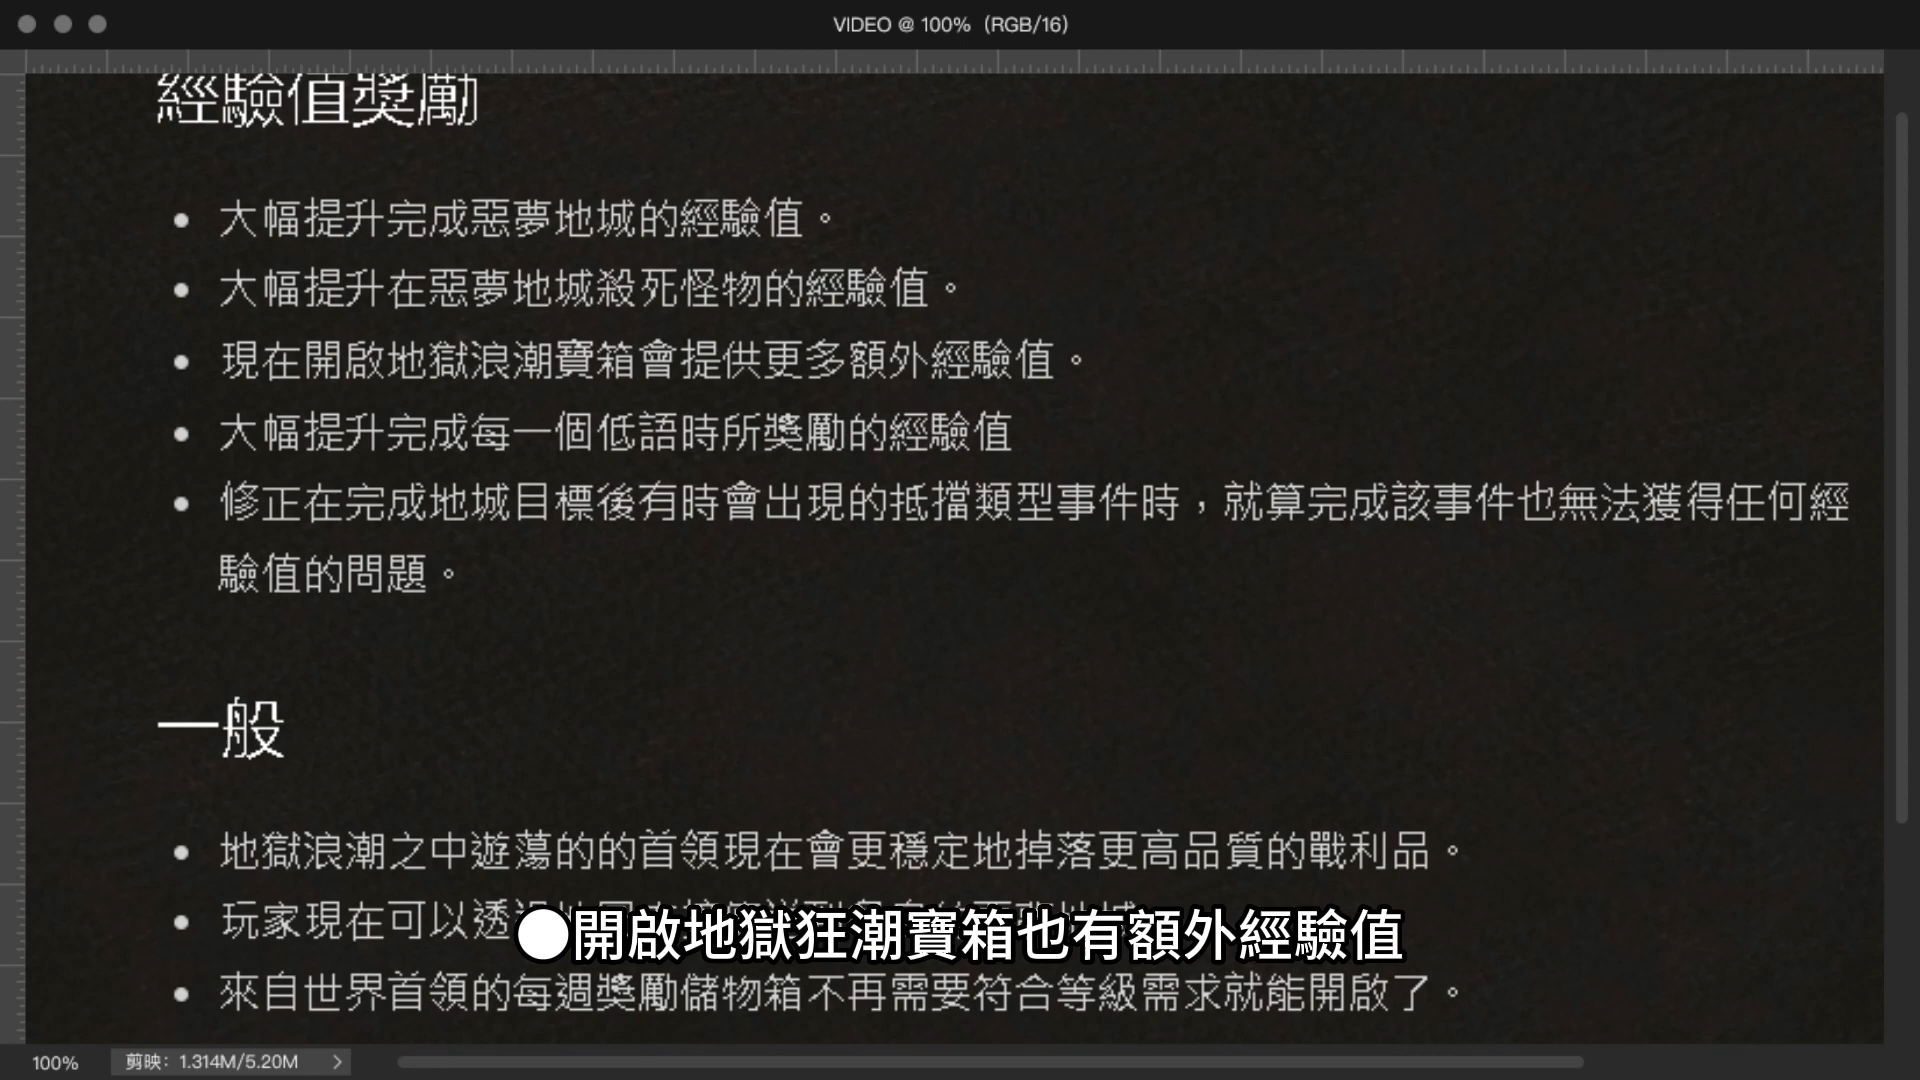 VIDEO @ 100% (RGB/16)
經驗值獎勵
• 大幅提升完成惡夢地城的經驗值。
• 大幅提升在惡夢地城殺死怪物的經驗值。
• 現在開啟地獄浪潮寶箱會提供更多額外經驗值。
• 大幅提升完成每一個低語時所獎勵的經驗值
• 修正在完成地城目標後有時會出現的抵擋類型事件時，就算完成該事件也無法獲得任何經
驗值的問題。
一般
• 地獄浪潮之中遊蕩的的首領現在會更穩定地掉落更高品質的戰利品。
• 玩家現在可以透
●開啟地獄狂潮寶箱也有額外經驗值
• 來自世界首領的每週獎勵儲物箱不再需要符合等級需求就能開啟了。
100%
剪映: 1.314M/5.20M >